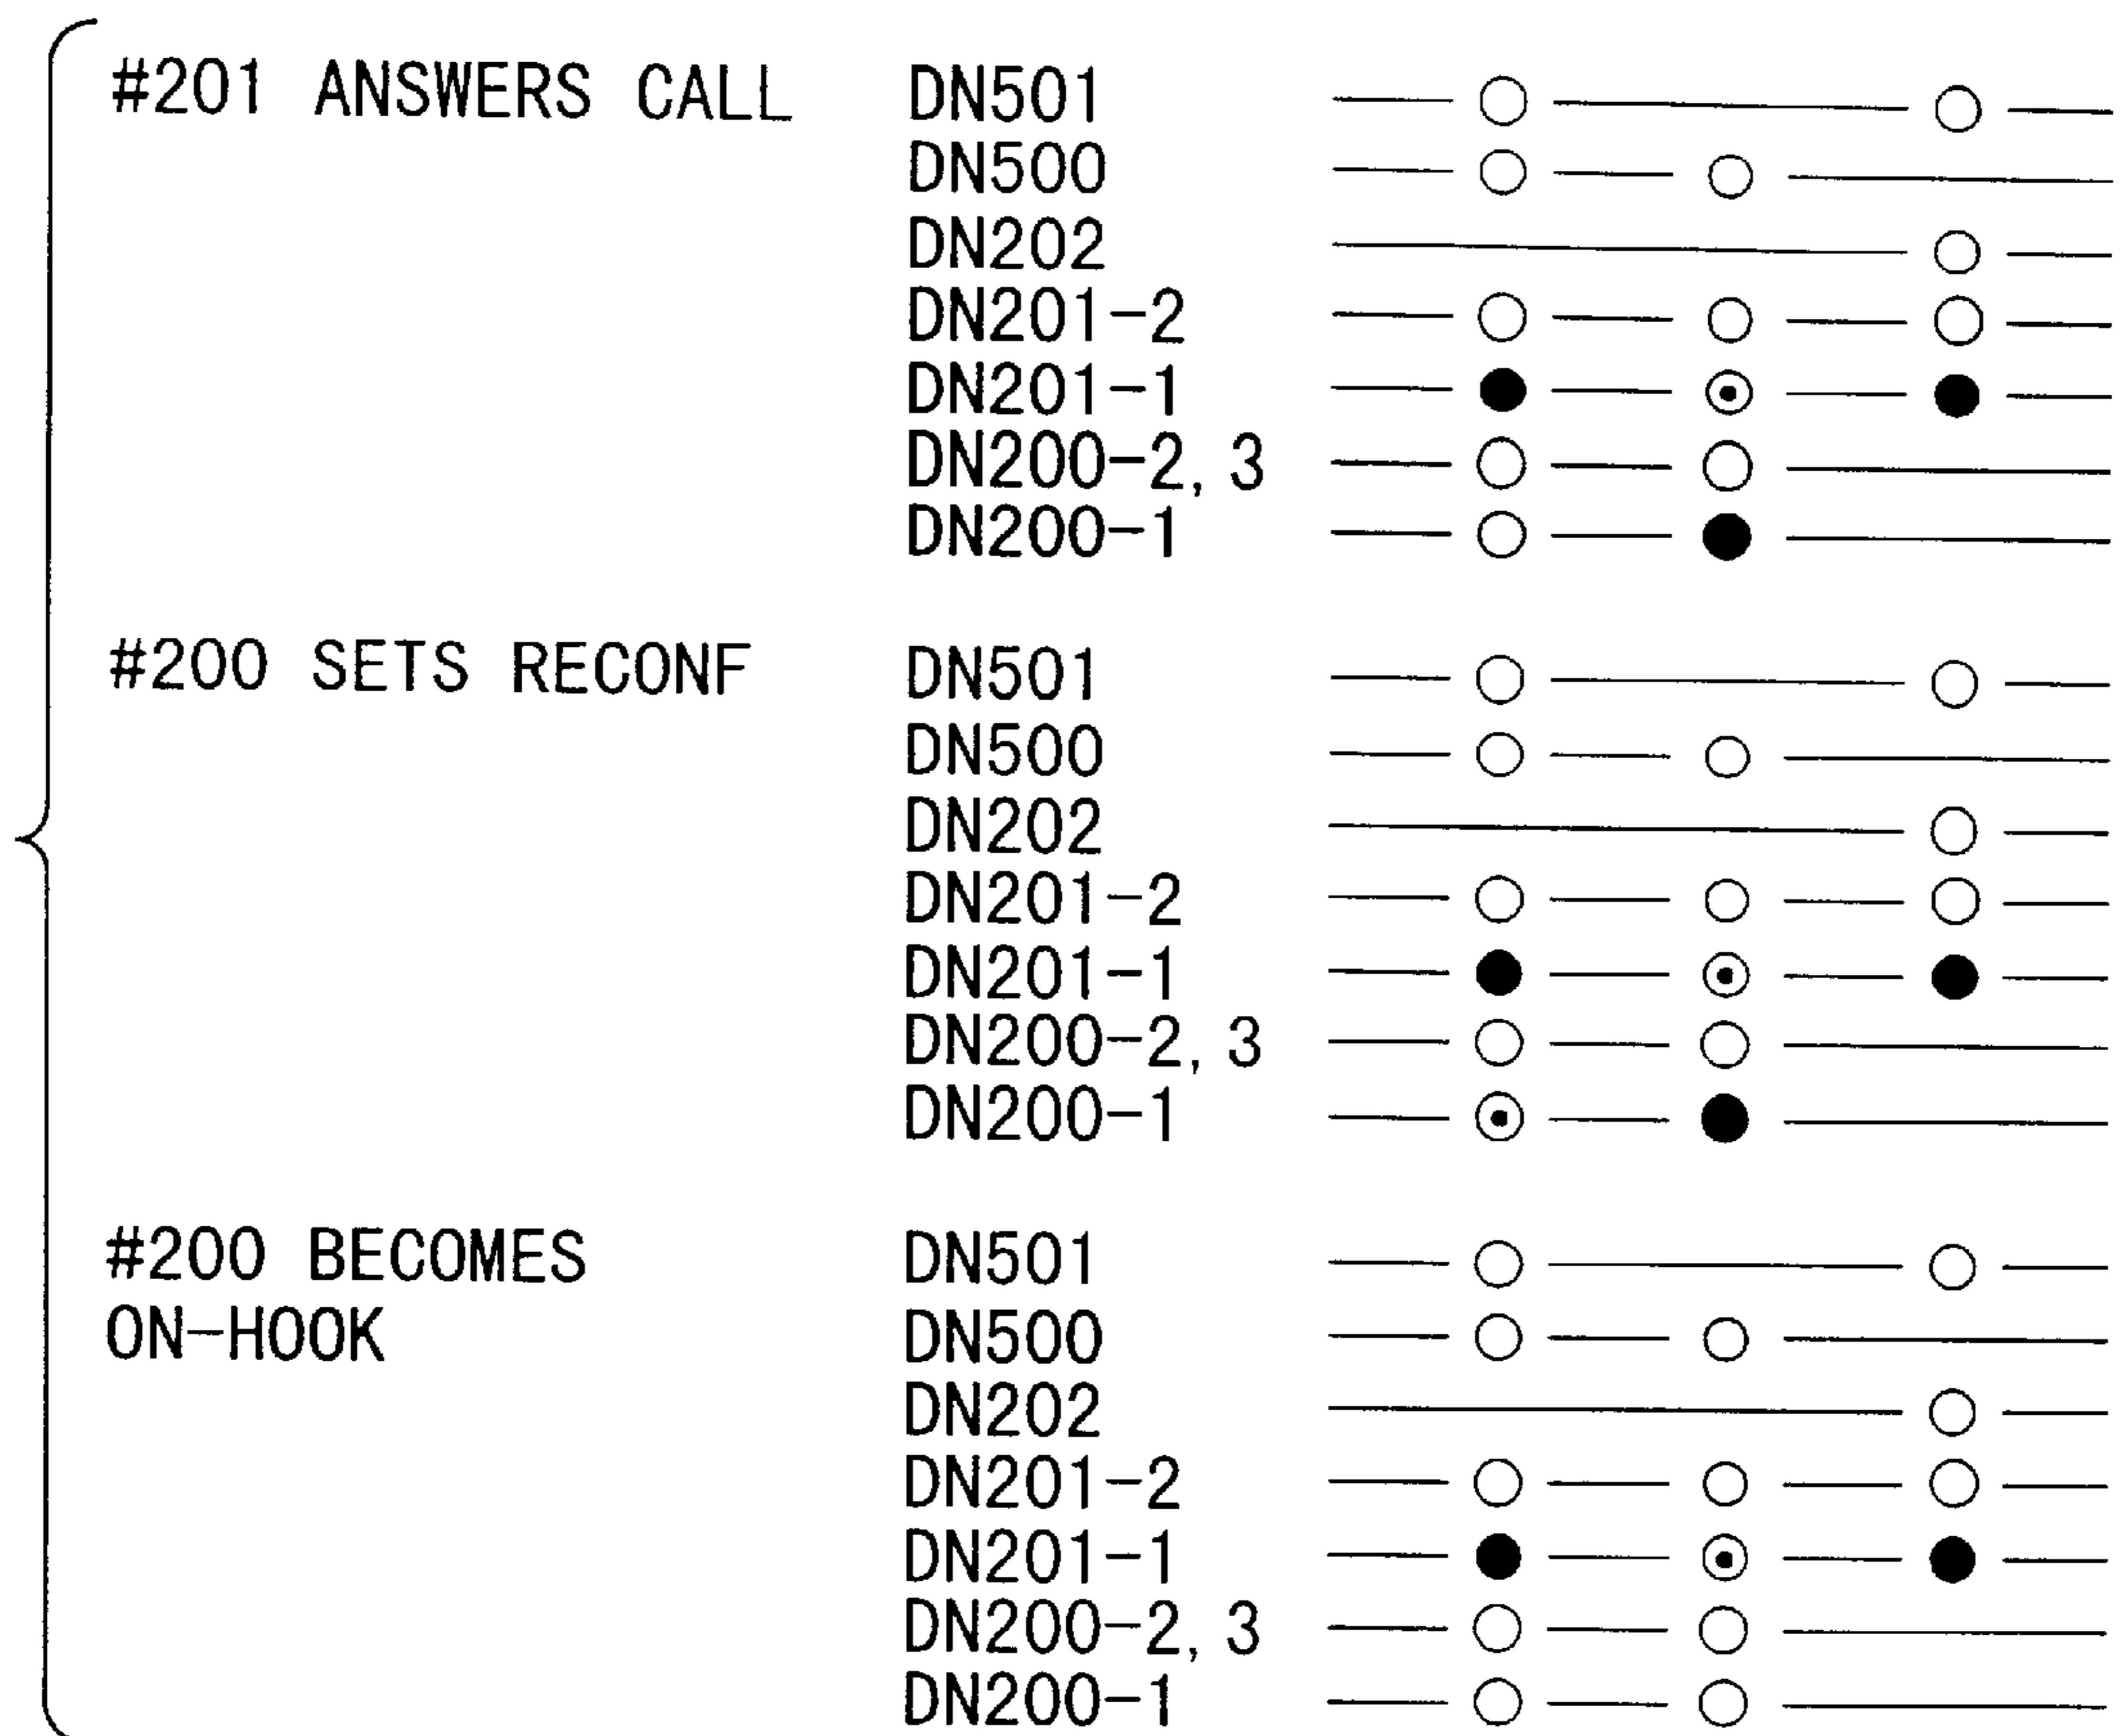 #201 ANSWERS CALL DN501
DN500
DN202
DN201-2
DN201-1
DN200-2, 3
DN200-1
#200 SETS RECONF DN501
DN500
DN202
DN201-2
DN201-1
DN200-2, 3
DN200-1
#200 BECOMES DN501
ON-HOOK DN500
DN202
DN201-2
DN201-1
DN200-2, 3
DN200-1